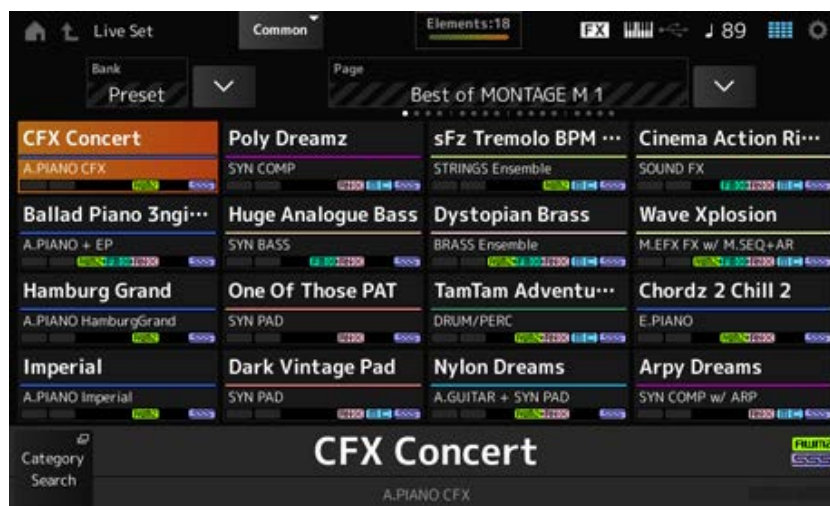 Live Set
Common
Elements:18
FX
89
Bank
Preset
Page
Best of MONTAGE M 1
CFX Concert
A.PIANO CFX
Poly Dreamz
SYN COMP
sFz Tremolo BPM ···
STRINGS Ensemble
Cinema Action Ri···
SOUND FX
Ballad Piano 3ngi···
A.PIANO + EP
Huge Analogue Bass
SYN BASS
Dystopian Brass
BRASS Ensemble
Wave Xplosion
M.EFX FX w/ M.SEQ+AR
Hamburg Grand
A.PIANO HamburgGrand
One Of Those PAT
SYN PAD
TamTam Adventu···
DRUM/PERC
Chordz 2 Chill 2
E.PIANO
Imperial
A.PIANO Imperial
Dark Vintage Pad
SYN PAD
Nylon Dreams
A.GUITAR + SYN PAD
Arpy Dreams
SYN COMP w/ ARP
Category
Search
CFX Concert
A.PIANO CFX